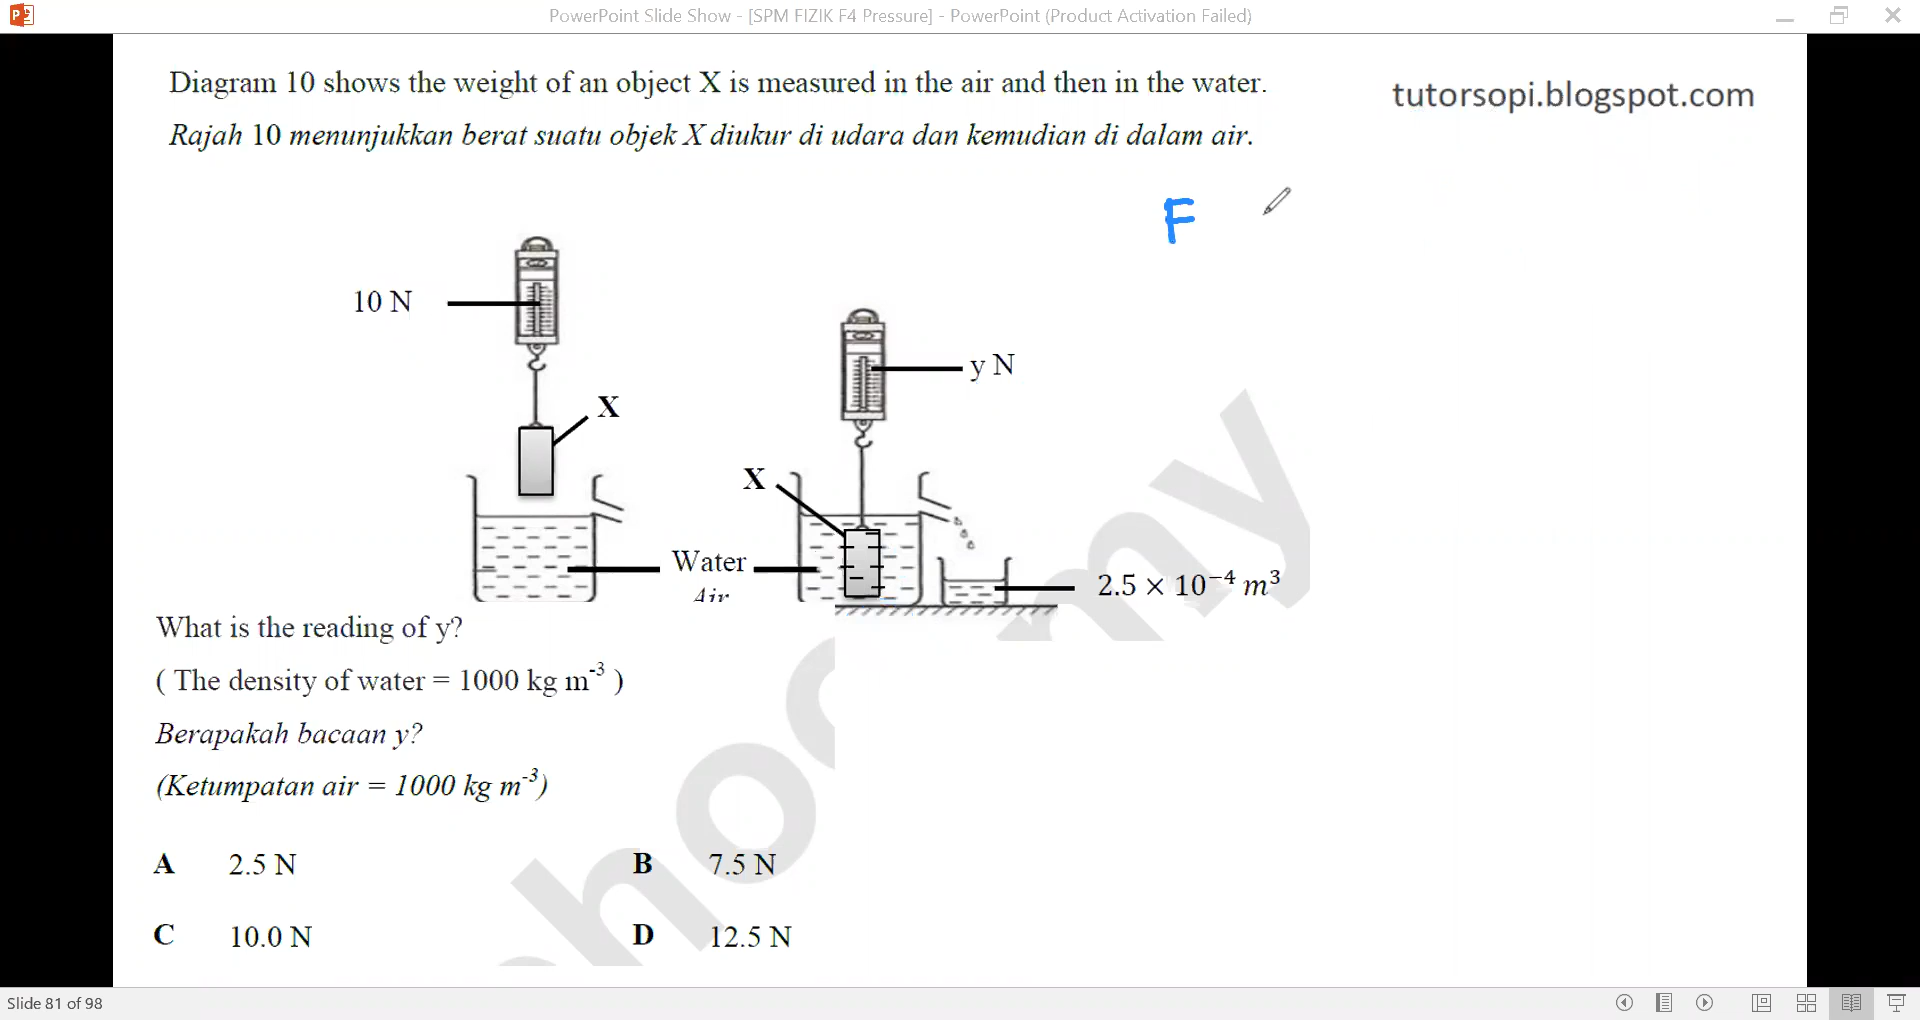 PowerPoint Slide Show - [SPM FIZIK F4 Pressure] - PowerPoint (Product Activation Failed)
Diagram 10 shows the weight of an object X is measured in the air and then in the water.
tutorsopi.blogspot.com
Rajah 10 menunjukkan berat suatu objek X diukur di udara dan kemudian di dalam air.
F
10 N
y N
X
X
Water
Air
2.5 × 10⁻⁴ m³
What is the reading of y?
( The density of water = 1000 kg m⁻³ )
Berapakah bacaan y?
(Ketumpatan air = 1000 kg m⁻³)
A 2.5 N B 7.5 N
C 10.0 N D 12.5 N
Slide 81 of 98